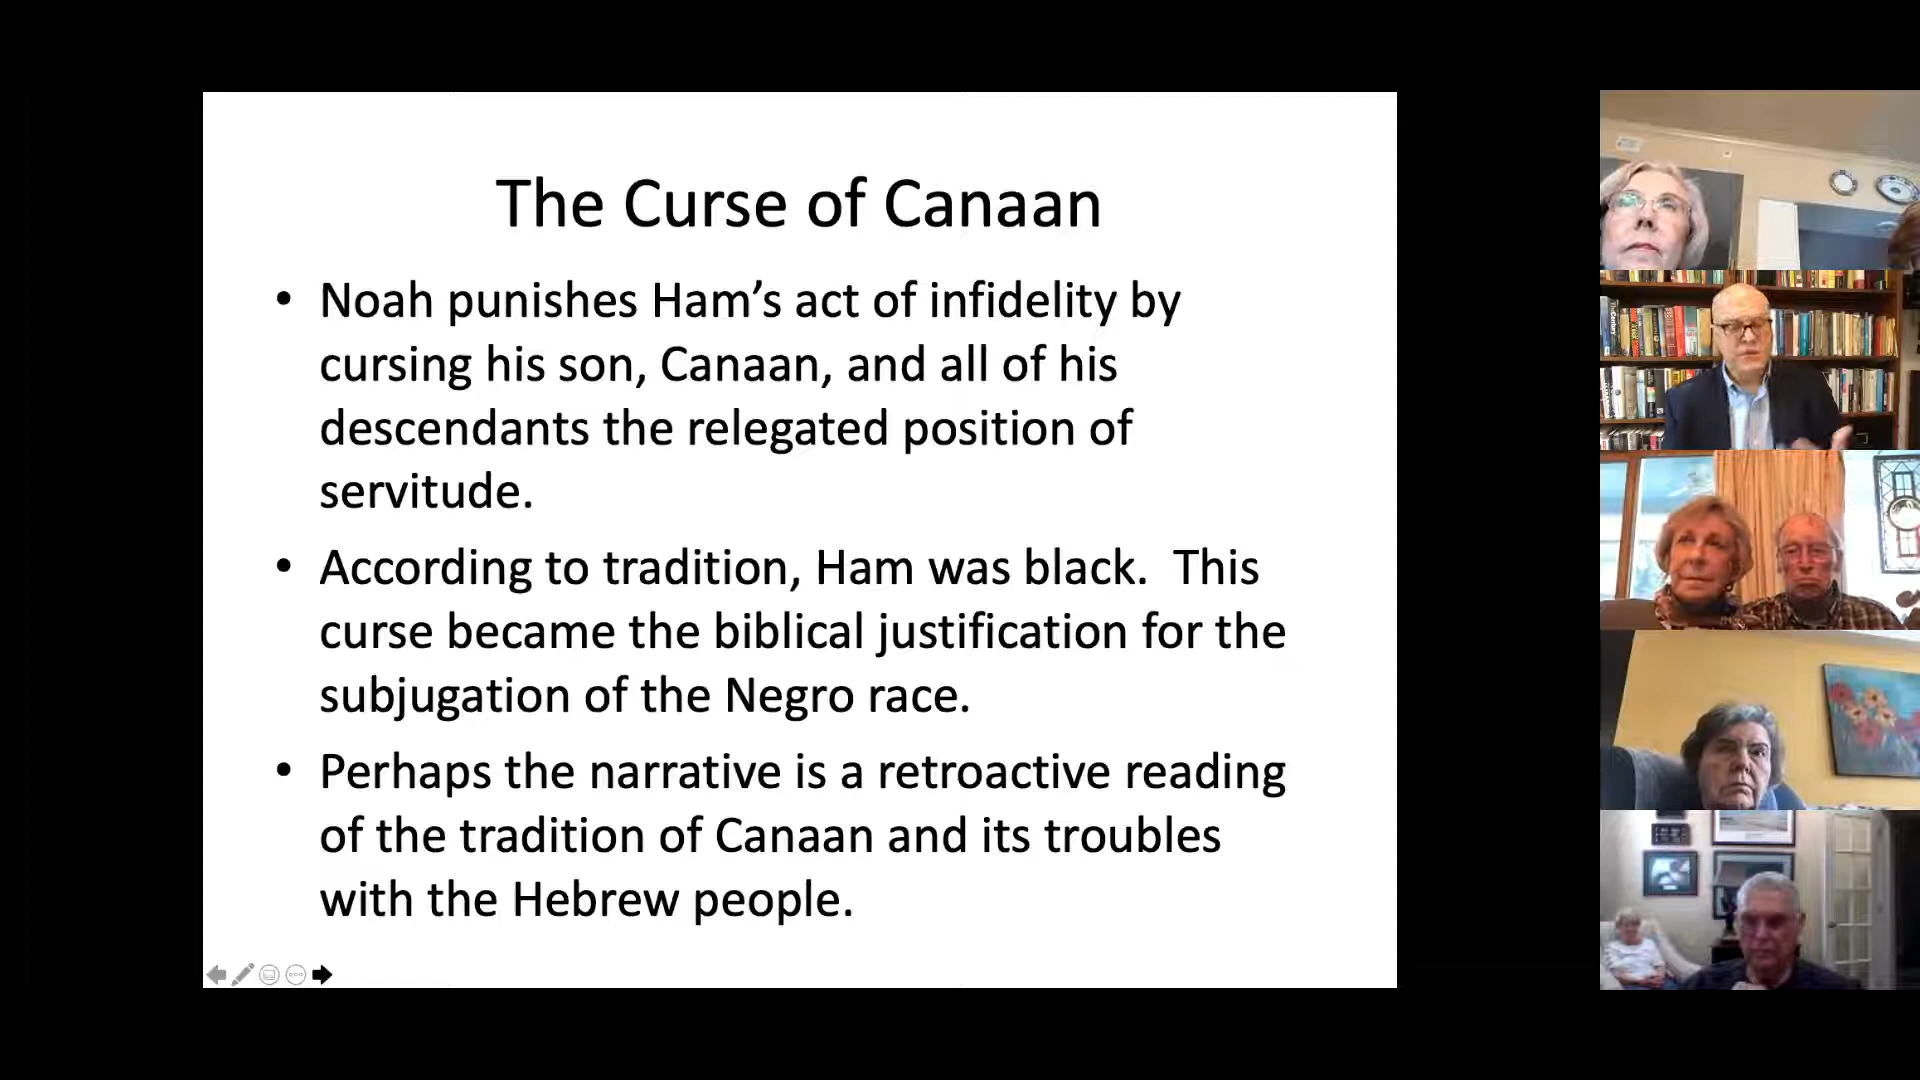 The Curse of Canaan
• Noah punishes Ham’s act of infidelity by
cursing his son, Canaan, and all of his
descendants the relegated position of
servitude.
• According to tradition, Ham was black.  This
curse became the biblical justification for the
subjugation of the Negro race.
• Perhaps the narrative is a retroactive reading
of the tradition of Canaan and its troubles
with the Hebrew people.